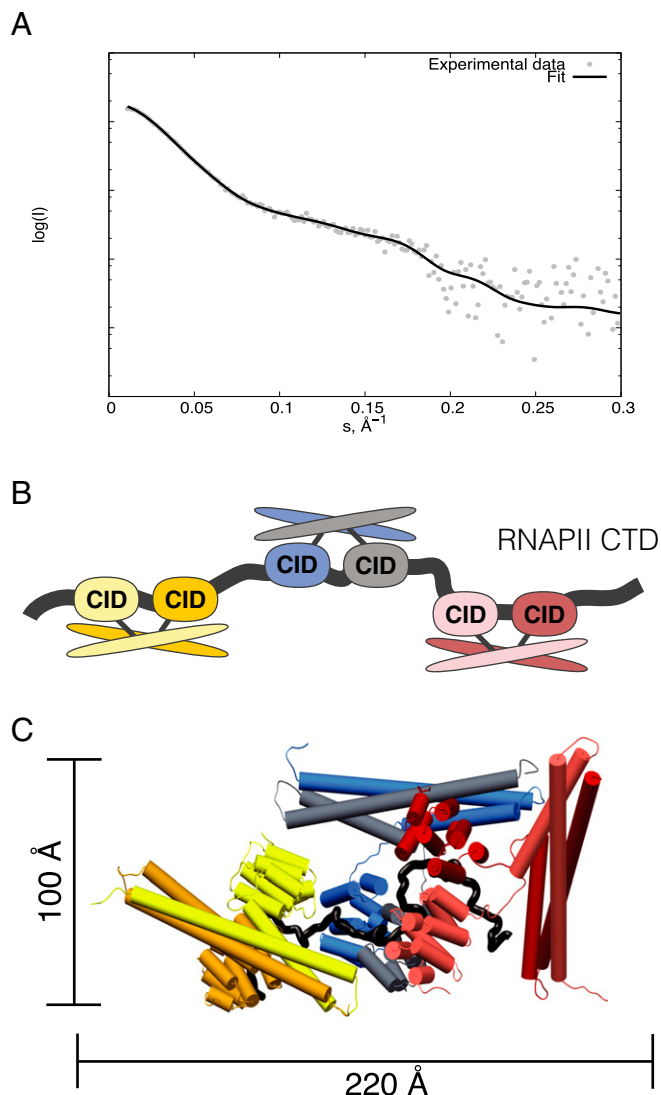 A
Experimental data
Fit
log(I)
0 0.05 0.1 0.15 0.2 0.25 0.3
s, Å⁻¹
B
RNAPII CTD
CID CID CID CID CID CID
C
100 Å
220 Å